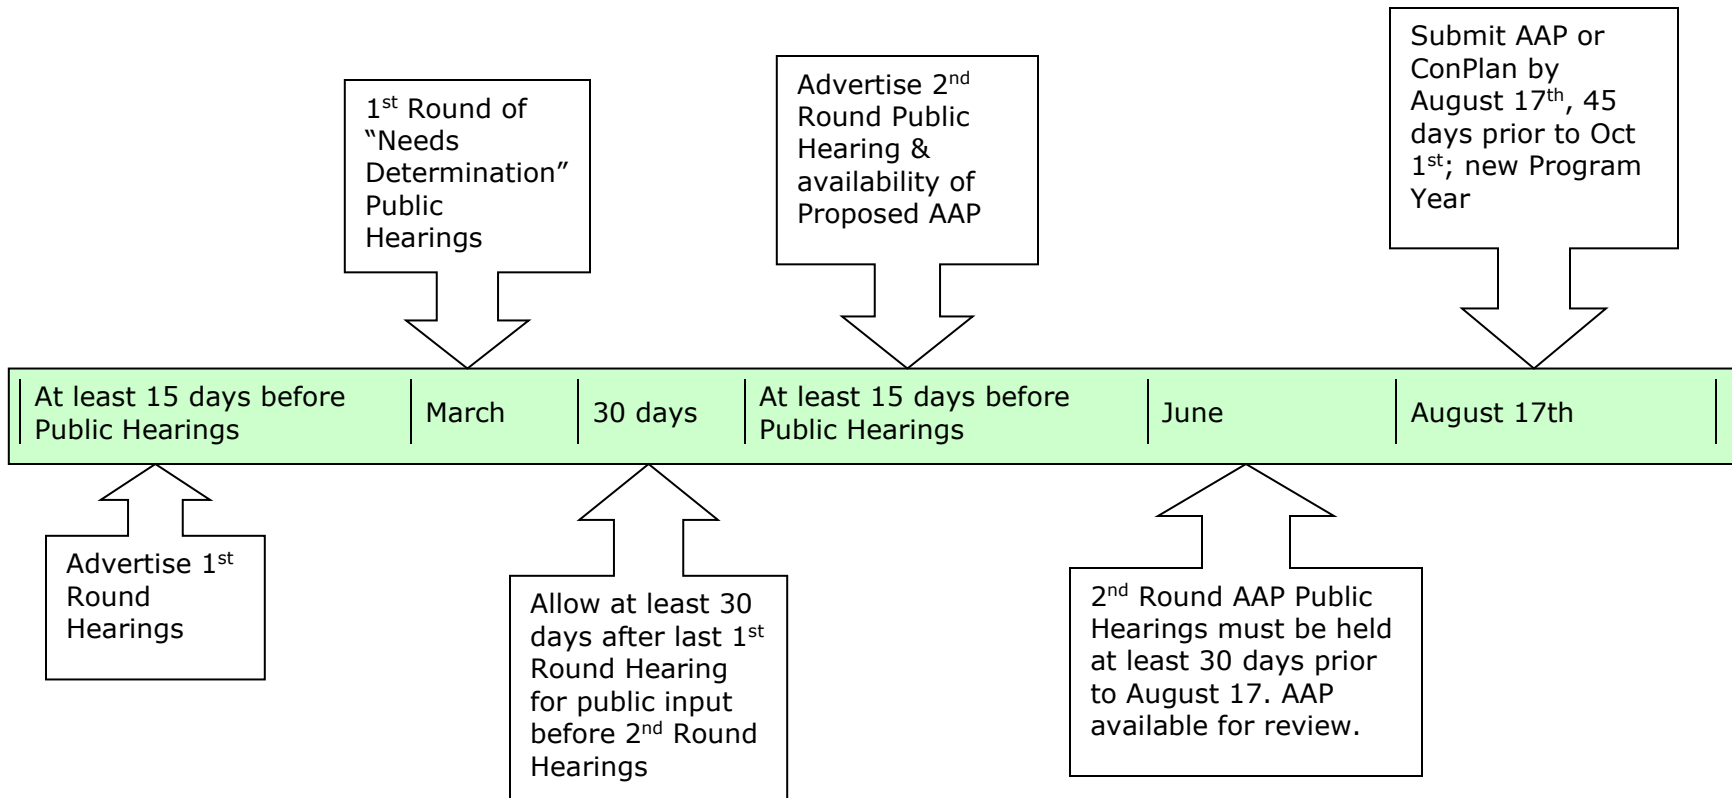 1st Round of
“Needs
Determination”
Public
Hearings
Advertise 2nd
Round Public
Hearing &
availability of
Proposed AAP
Submit AAP or
ConPlan by
August 17th, 45
days prior to Oct
1st; new Program
Year
At least 15 days before
Public Hearings
March
30 days
At least 15 days before
Public Hearings
June
August 17th
Advertise 1st
Round
Hearings
Allow at least 30
days after last 1st
Round Hearing
for public input
before 2nd Round
Hearings
2nd Round AAP Public
Hearings must be held
at least 30 days prior
to August 17. AAP
available for review.